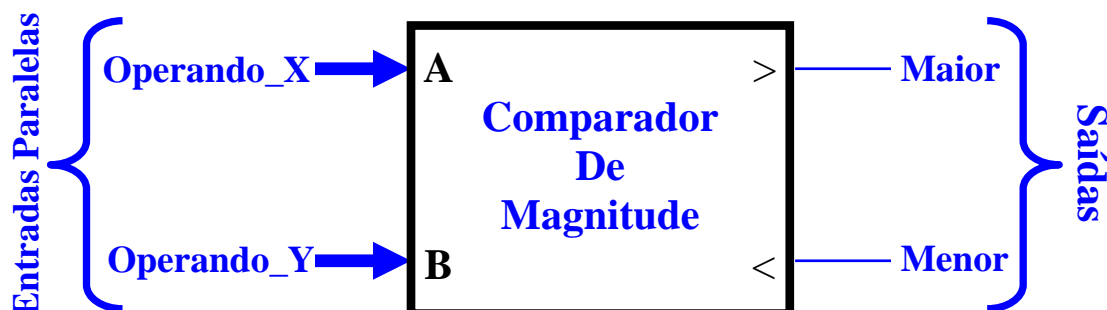 Entradas Paralelas
Operando_X
A
>
Maior
Comparador
De
Magnitude
Operando_Y
B
<
Menor
Saídas